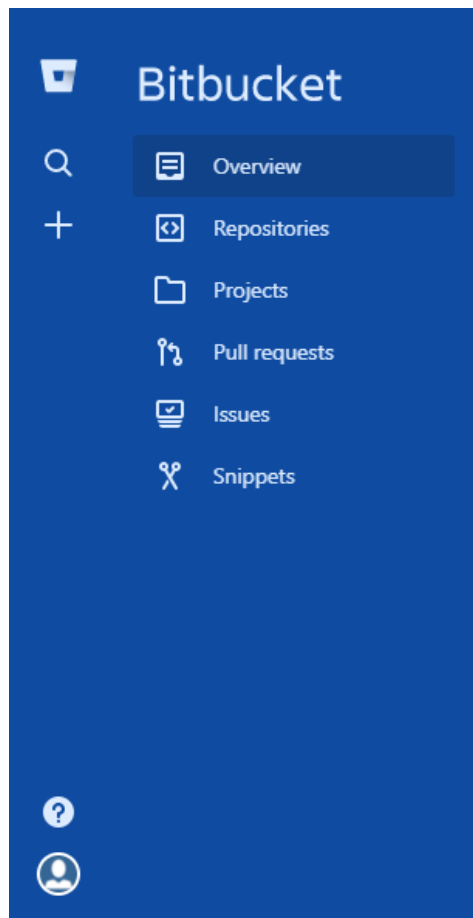 Bitbucket
Overview
Repositories
Projects
Pull requests
Issues
Snippets